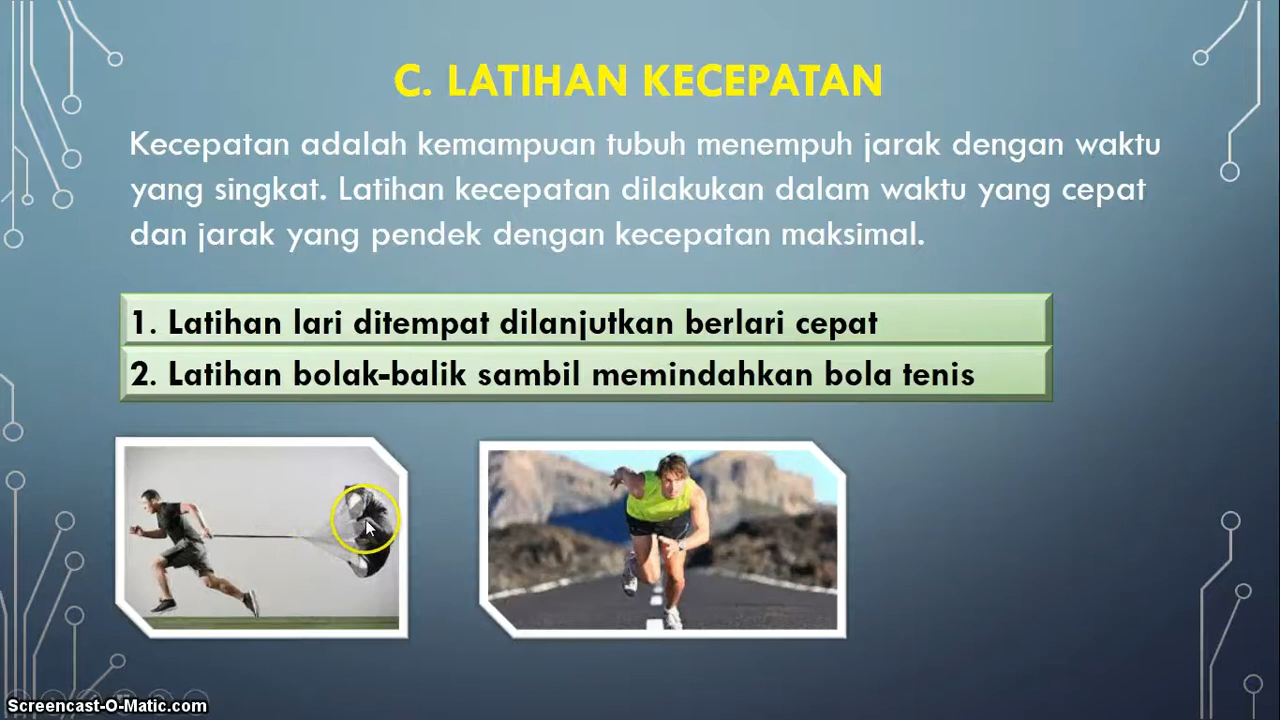 C. LATIHAN KECEPATAN
Kecepatan adalah kemampuan tubuh menempuh jarak dengan waktu
yang singkat. Latihan kecepatan dilakukan dalam waktu yang cepat
dan jarak yang pendek dengan kecepatan maksimal.
1. Latihan lari ditempat dilanjutkan berlari cepat
2. Latihan bolak-balik sambil memindahkan bola tenis
Screencast-O-Matic.com